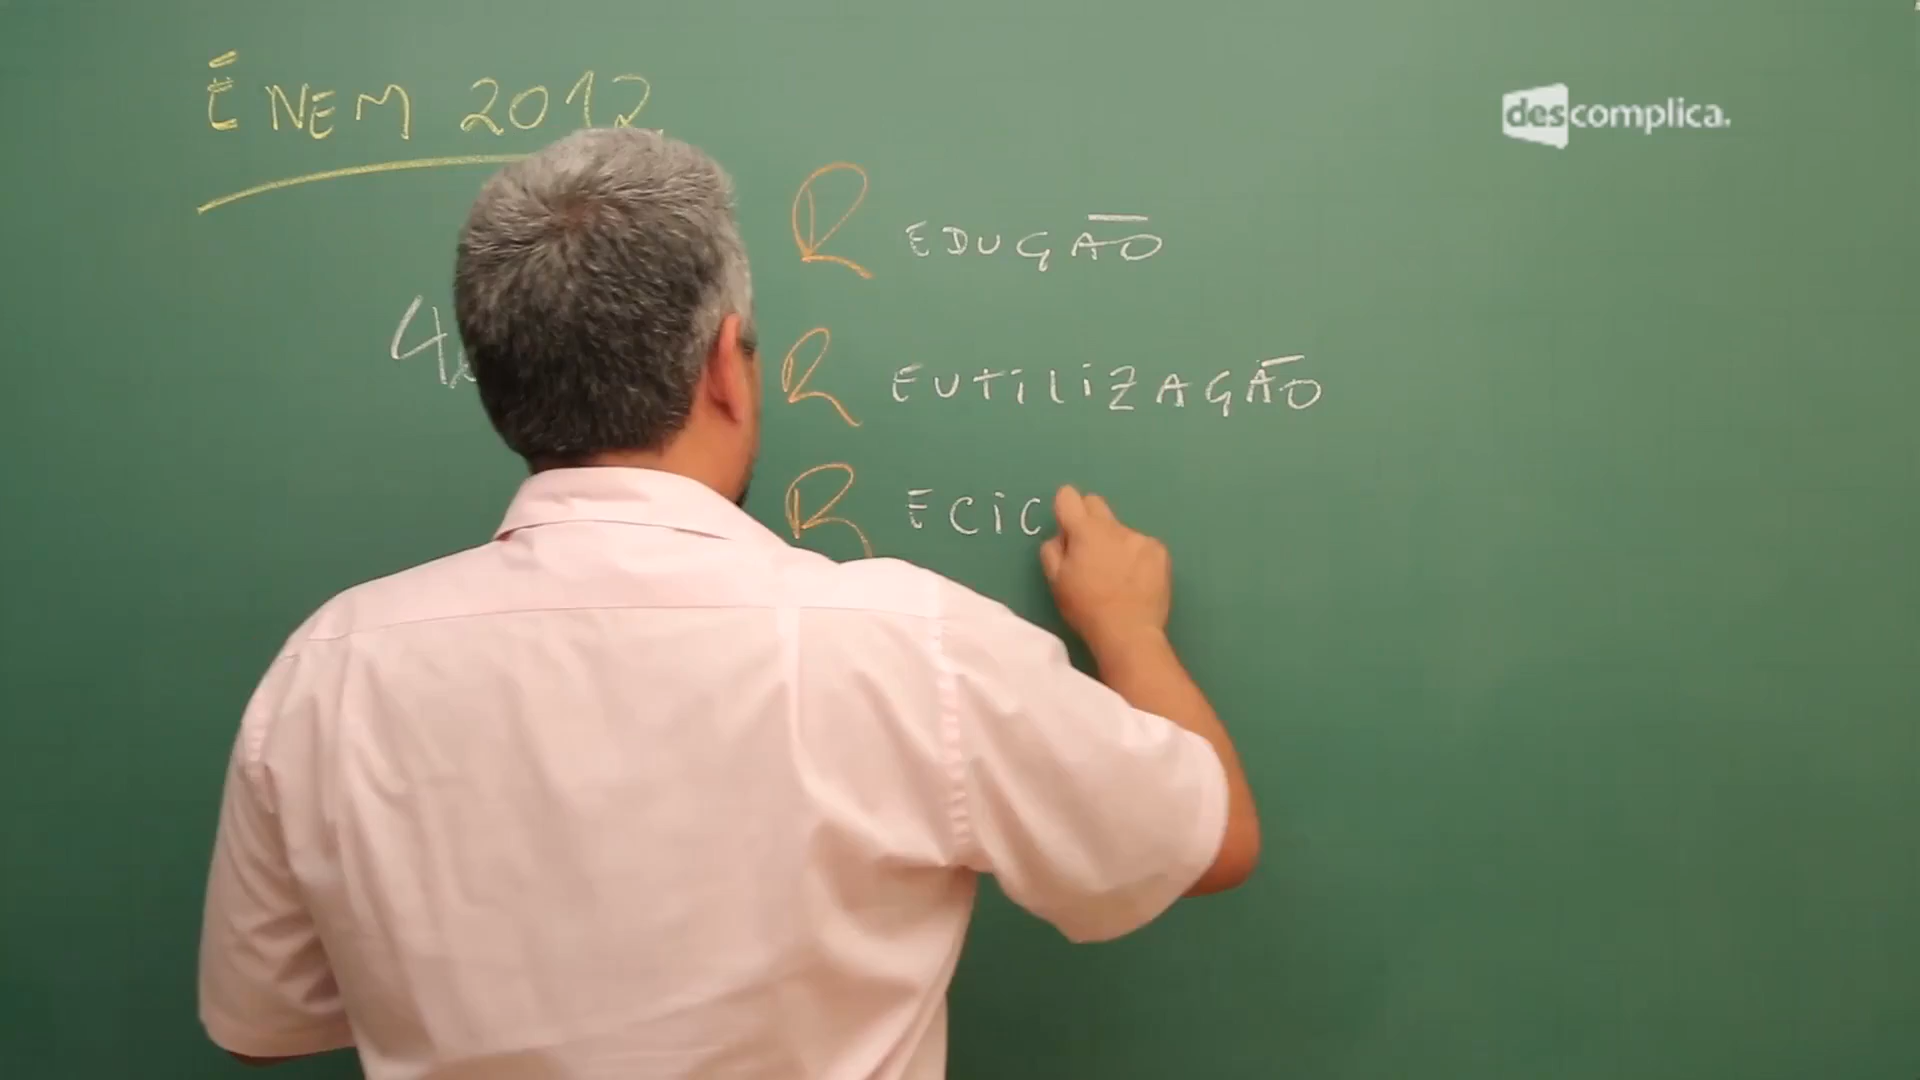 ENEM 2012
descomplica.
REDUÇÃO
REUTILIZAÇÃO
RECIC